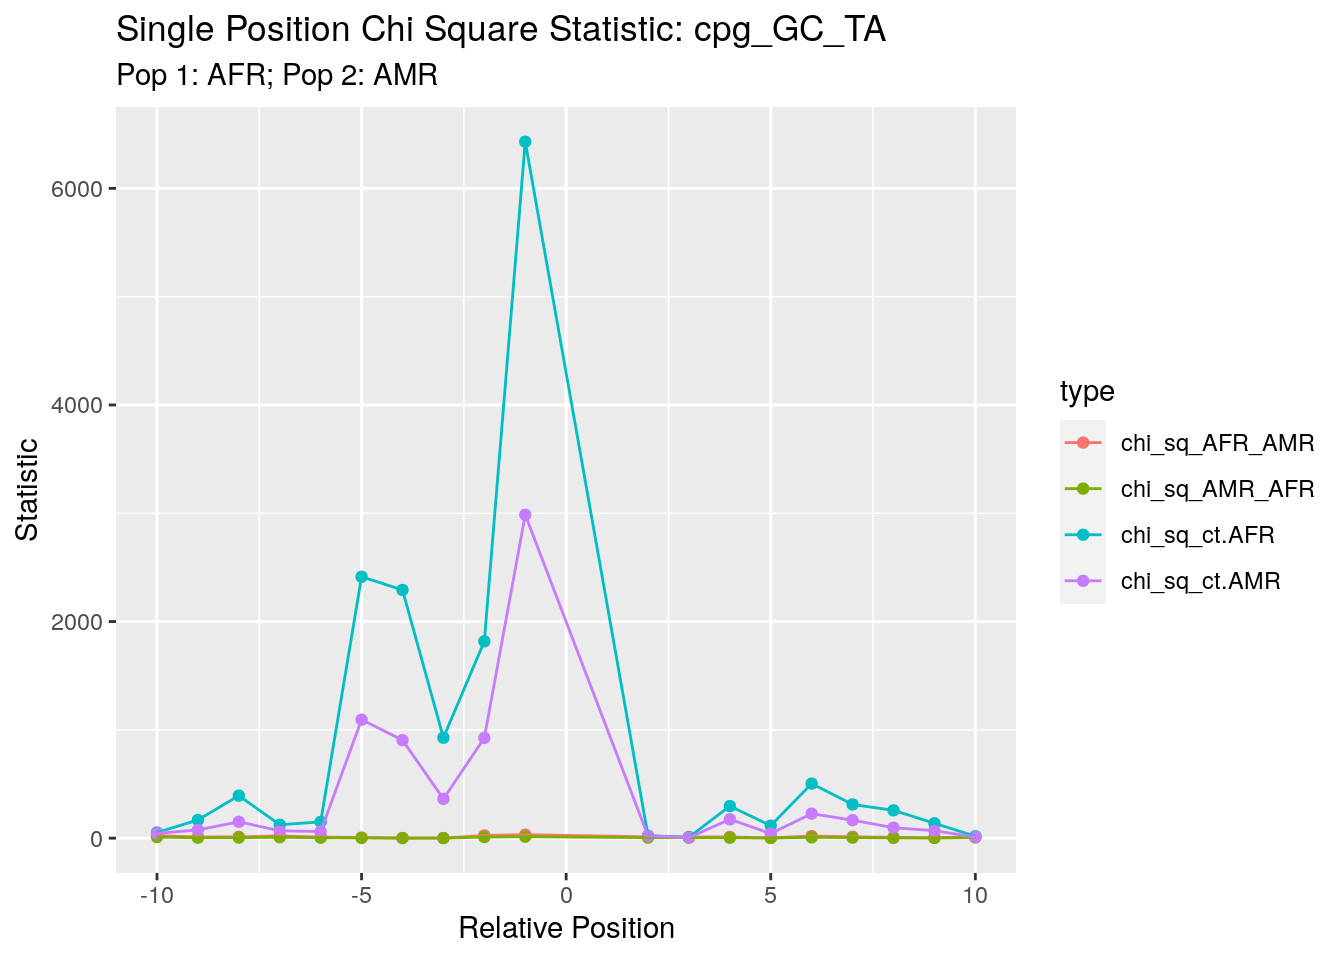 Single Position Chi Square Statistic: cpg_GC_TA
Pop 1: AFR; Pop 2: AMR
6000
4000
2000
0
Statistic
-10
-5
0
5
10
Relative Position
type
chi_sq_AFR_AMR
chi_sq_AMR_AFR
chi_sq_ct.AFR
chi_sq_ct.AMR